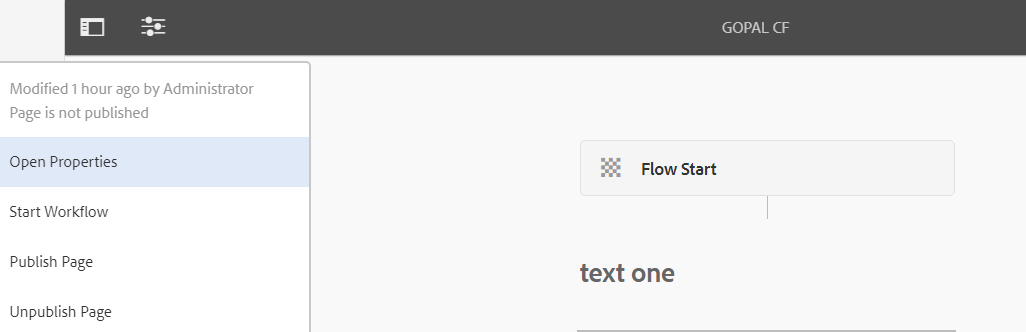 GOPAL CF
Modified 1 hour ago by Administrator
Page is not published
Open Properties
Start Workflow
Publish Page
Unpublish Page
Flow Start
text one